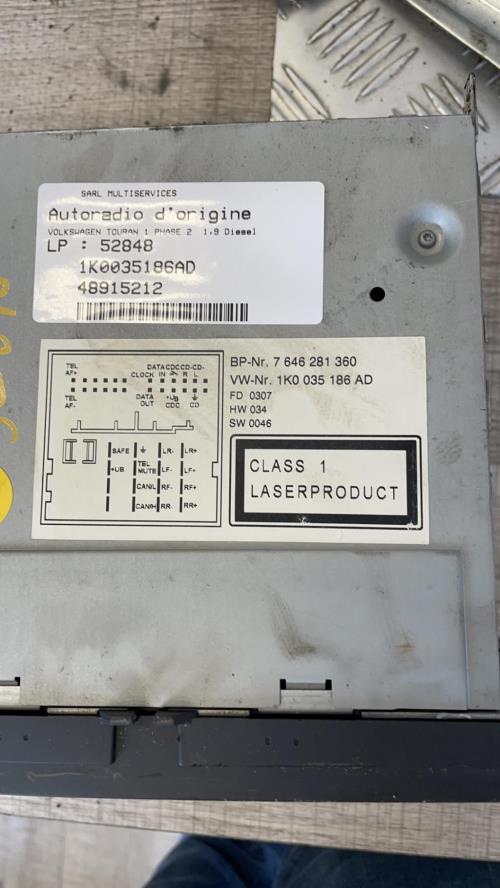 SARL MULTISERVICES
Autoradio d'origine
VOLKSWAGEN TOURAN 1 PHASE 2 1,9 Diesel
LP : 52848
1K0035186AD
48915212
TEL AF+
DATA CDC CD- CD-
CLOCK IN R L
TEL AF-
DATA OUT
+UB CDC
CD
SAFE LR- LR+
+UB TEL MUTE LF- LF+
CAN/L RF- RF+
CAN/H RR- RR+
BP-Nr. 7 646 281 360
VW-Nr. 1K0 035 186 AD
FD 0307
HW 034
SW 0046
CLASS 1
LASERPRODUCT